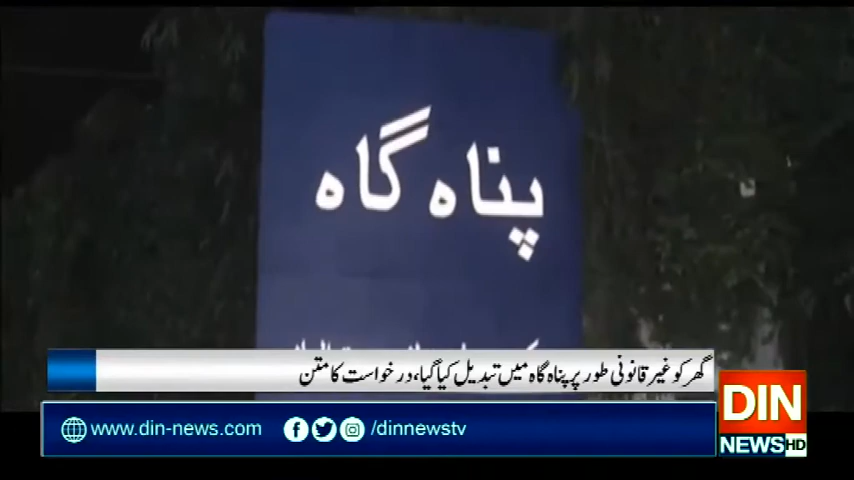 پناہ گاہ
گھر کو غیر قانونی طور پر پناہ گاہ میں تبدیل کیا گیا، درخواست کا متن
www.din-news.com
/dinnewstv
DIN
NEWS HD